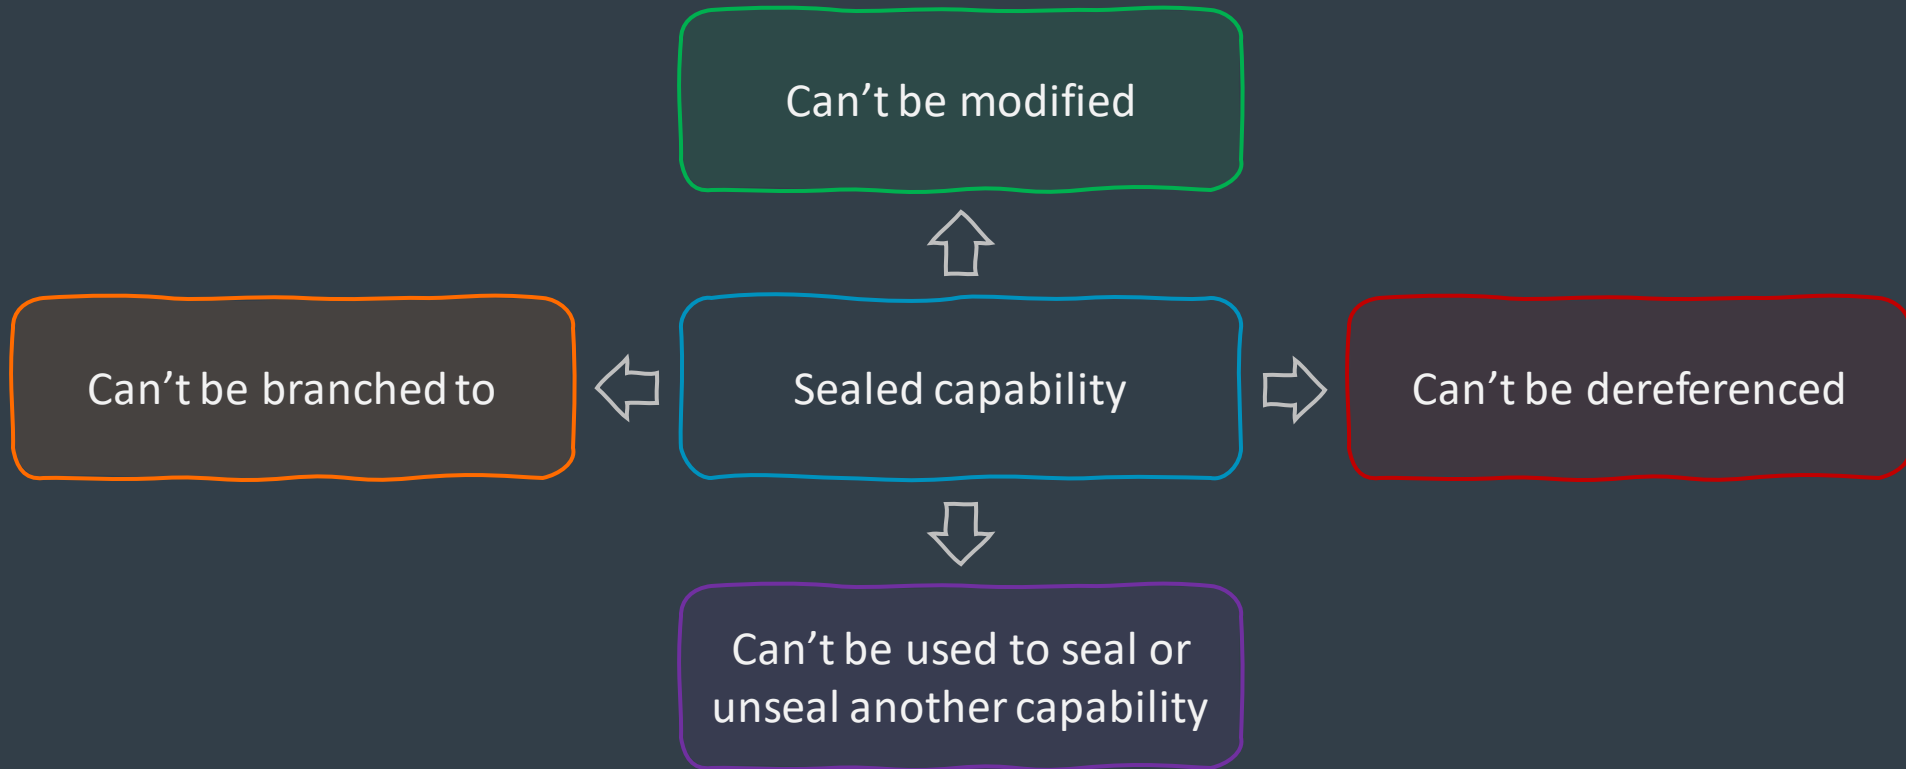 Can’t be modified
Can’t be branched to
Sealed capability
Can’t be dereferenced
Can’t be used to seal or
unseal another capability